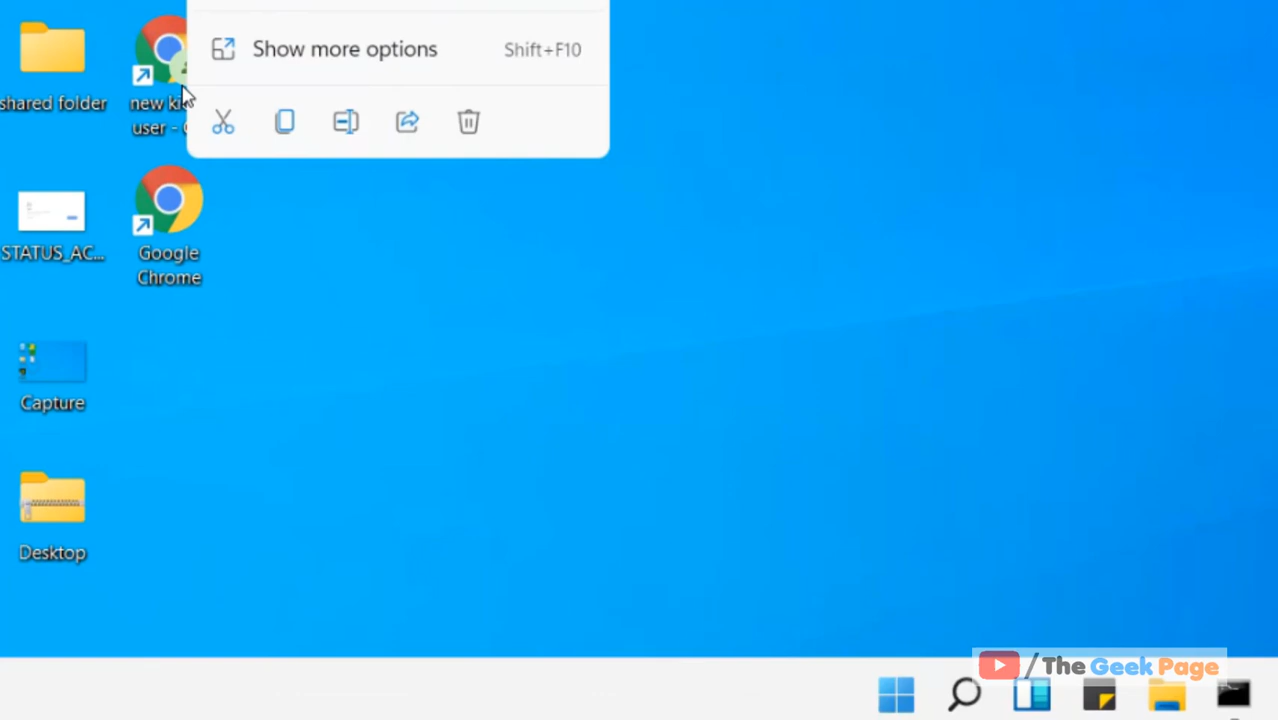 Show more options Shift+F10
shared folder
new ki
user -
STATUS_AC...
Google
Chrome
Capture
Desktop
/The Geek Page